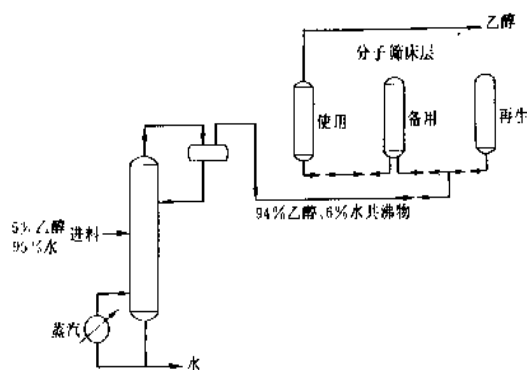 乙醇
分子筛床层
使用
备用
再生
94%乙醇、6%水共沸物
5%乙醇
95%水
进料
蒸汽
水